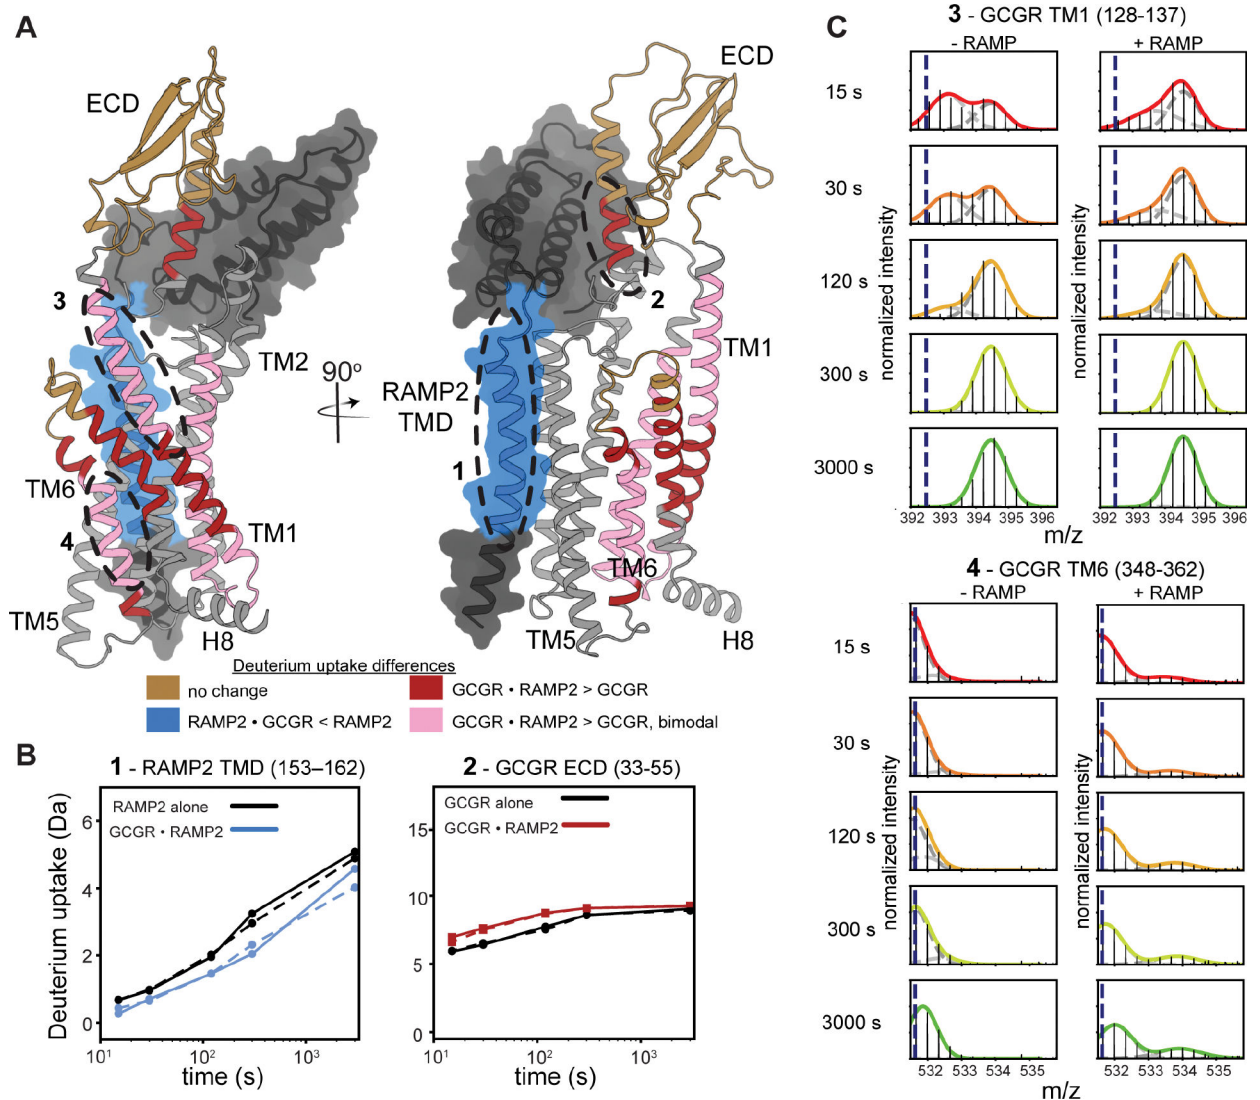 A
ECD
3
TM2
TM6
4
TM1
TM5
H8
90º
ECD
2
TM1
RAMP2
TMD
1
TM6
TM5
H8
Deuterium uptake differences
no change
GCGR • RAMP2 > GCGR
RAMP2 • GCGR < RAMP2
GCGR • RAMP2 > GCGR, bimodal
B
1 - RAMP2 TMD (153–162)
RAMP2 alone
GCGR • RAMP2
Deuterium uptake (Da)
6
4
2
0
10¹ 10² 10³
time (s)
2 - GCGR ECD (33-55)
GCGR alone
GCGR • RAMP2
15
10
5
0
10¹ 10² 10³
time (s)
C
3 - GCGR TM1 (128-137)
- RAMP + RAMP
15 s
30 s
120 s
300 s
3000 s
normalized intensity
normalized intensity
392 393 394 395 396
392 393 394 395 396
m/z
4 - GCGR TM6 (348-362)
- RAMP + RAMP
15 s
30 s
120 s
300 s
3000 s
normalized intensity
normalized intensity
532 533 534 535
532 533 534 535
m/z